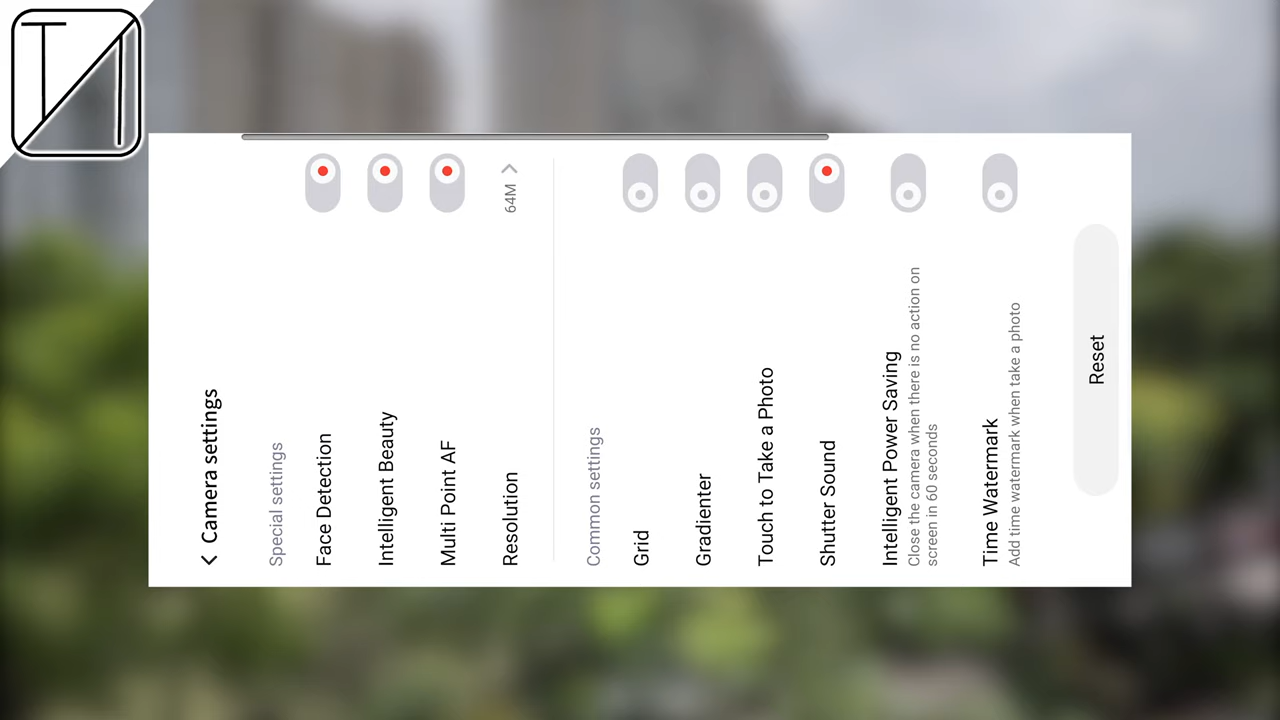 Camera settings
Special settings
Face Detection
Intelligent Beauty
Multi Point AF
Resolution 64M
Common settings
Grid
Gradienter
Touch to Take a Photo
Shutter Sound
Intelligent Power Saving
Close the camera when there is no action on
screen in 60 seconds
Time Watermark
Add time watermark when take a photo
Reset